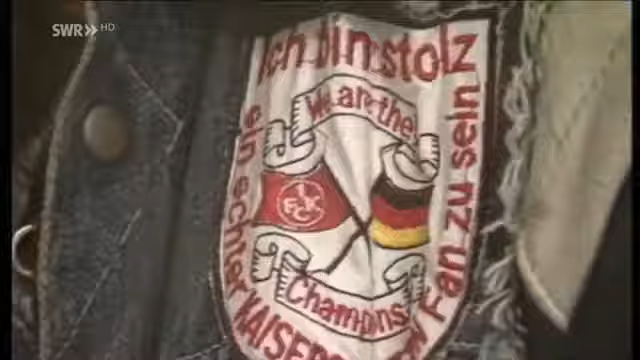 SWR HD
Ich bin stolz
ein echter
We are the
FCK
Champions
Fan zu sein